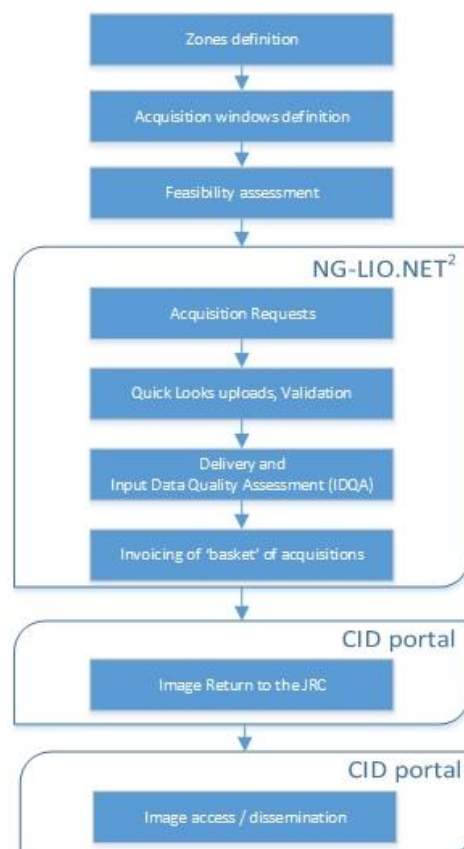 Zones definition
Acquisition windows definition
Feasibility assessment
NG-LIO.NET²
Acquisition Requests
Quick Looks uploads, Validation
Delivery and
Input Data Quality Assessment (IDQA)
Invoicing of ‘basket’ of acquisitions
CID portal
Image Return to the JRC
CID portal
Image access / dissemination